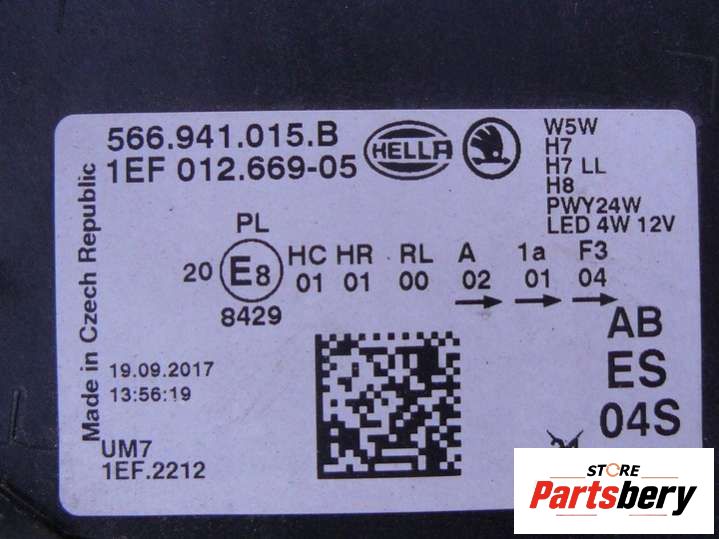 566.941.015.B
1EF 012.669-05
HELLA
W5W
H7
H7 LL
H8
PWY24W
LED 4W 12V
Made in Czech Republic
PL
20 E8 HC HR RL A 1a F3
01 01 00 02 01 04
8429
AB
ES
04S
19.09.2017
13:56:19
UM7
1EF.2212
STORE
Partsbery